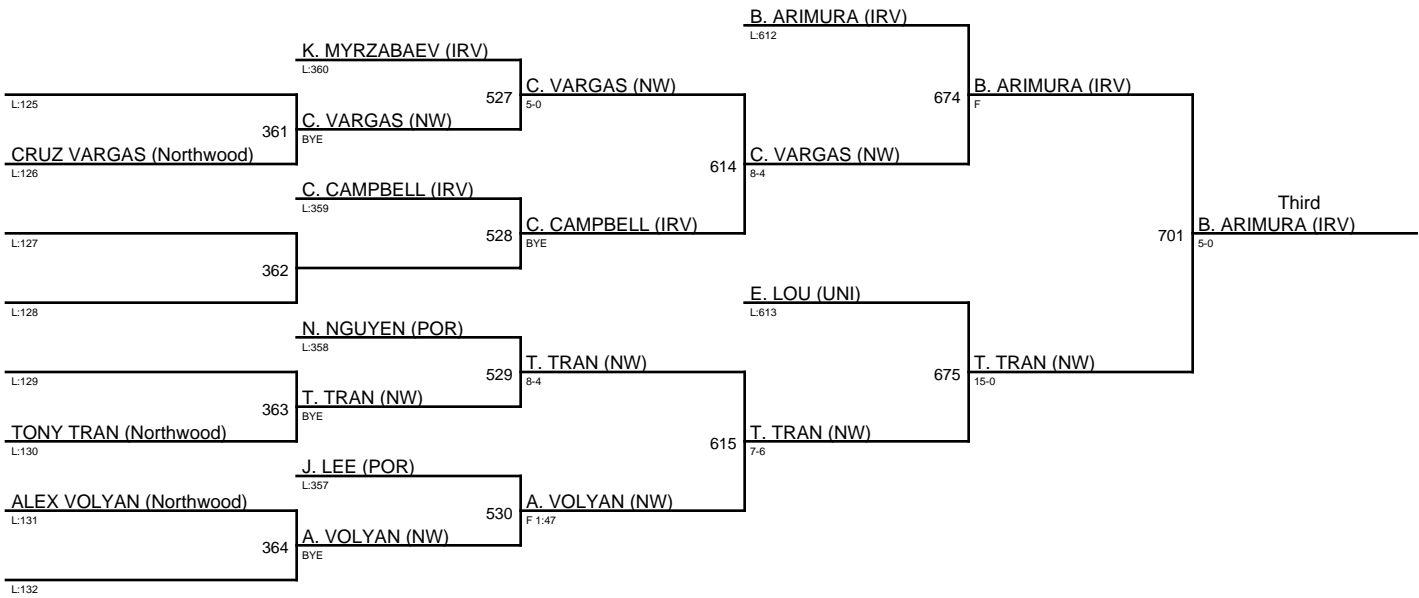 B. ARIMURA (IRV)
L:612
K. MYRZABAEV (IRV)
L:360
527
C. VARGAS (NW)
5-0
674
B. ARIMURA (IRV)
F
L:125
361
C. VARGAS (NW)
BYE
CRUZ VARGAS (Northwood)
L:126
614
C. VARGAS (NW)
8-4
C. CAMPBELL (IRV)
L:359
Third
L:127
528
C. CAMPBELL (IRV)
BYE
701
B. ARIMURA (IRV)
5-0
362
L:128
E. LOU (UNI)
L:613
N. NGUYEN (POR)
L:358
L:129
529
T. TRAN (NW)
8-4
675
T. TRAN (NW)
15-0
363
T. TRAN (NW)
BYE
TONY TRAN (Northwood)
L:130
615
T. TRAN (NW)
7-6
J. LEE (POR)
L:357
ALEX VOLYAN (Northwood)
L:131
530
A. VOLYAN (NW)
F 1:47
364
A. VOLYAN (NW)
BYE
L:132